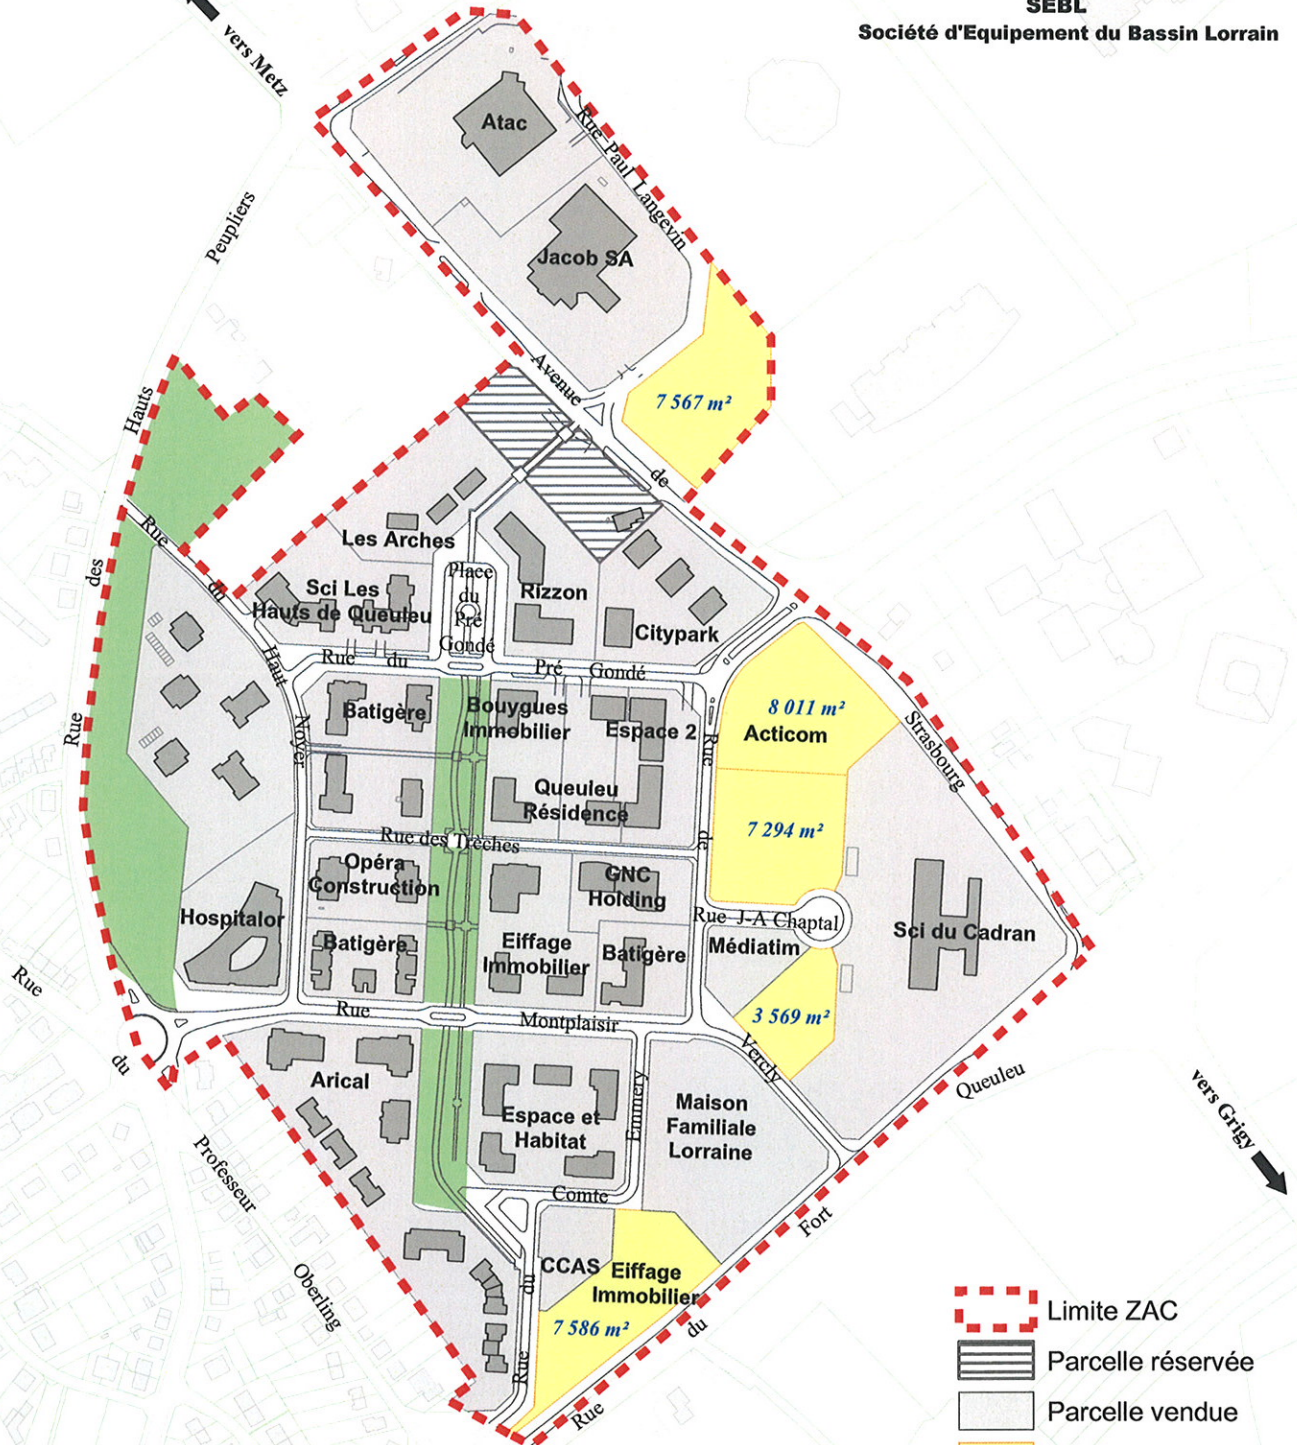 SEBL
Société d'Equipement du Bassin Lorrain
vers Metz
Atac
Rue Paul Langevin
Peupliers
Jacob SA
Avenue
7 567 m²
Hauts
de
Rue
Les Arches
des
du
Place
du
Pré
Gondé
Sci Les
Hauts de Queuleu
Rizzon
Citypark
Haut
Rue du Pré Gondé
Rue
Noyer
Batigère
Bouygues
Immobilier
Espace 2
Rue
8 011 m²
Acticom
Strasbourg
Queuleu
Résidence
Rue des Trèches
de
7 294 m²
Opéra
Construction
GNC
Holding
Hospitalor
Batigère
Eiffage
Immobilier
Batigère
Rue J-A Chaptal
Médiatim
Sci du Cadran
Rue
Rue Montplaisir
3 569 m²
Vercly
du
Arical
Espace et
Habitat
Emmery
Maison
Familiale
Lorraine
Queuleu
vers Grigy
Professeur
Comte
Fort
Oberling
CCAS
Eiffage
Immobilier
du
7 586 m²
du
Rue
Rue
Limite ZAC
Parcelle réservée
Parcelle vendue